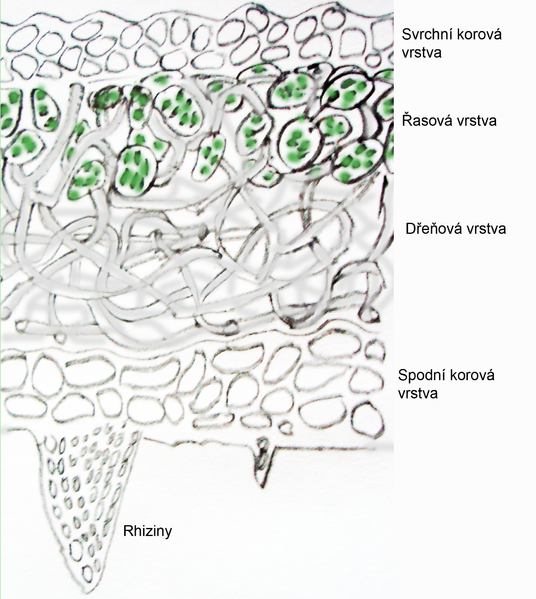 Svrchní korová
vrstva
Řasová vrstva
Dřeňová vrstva
Spodní korová
vrstva
Rhiziny